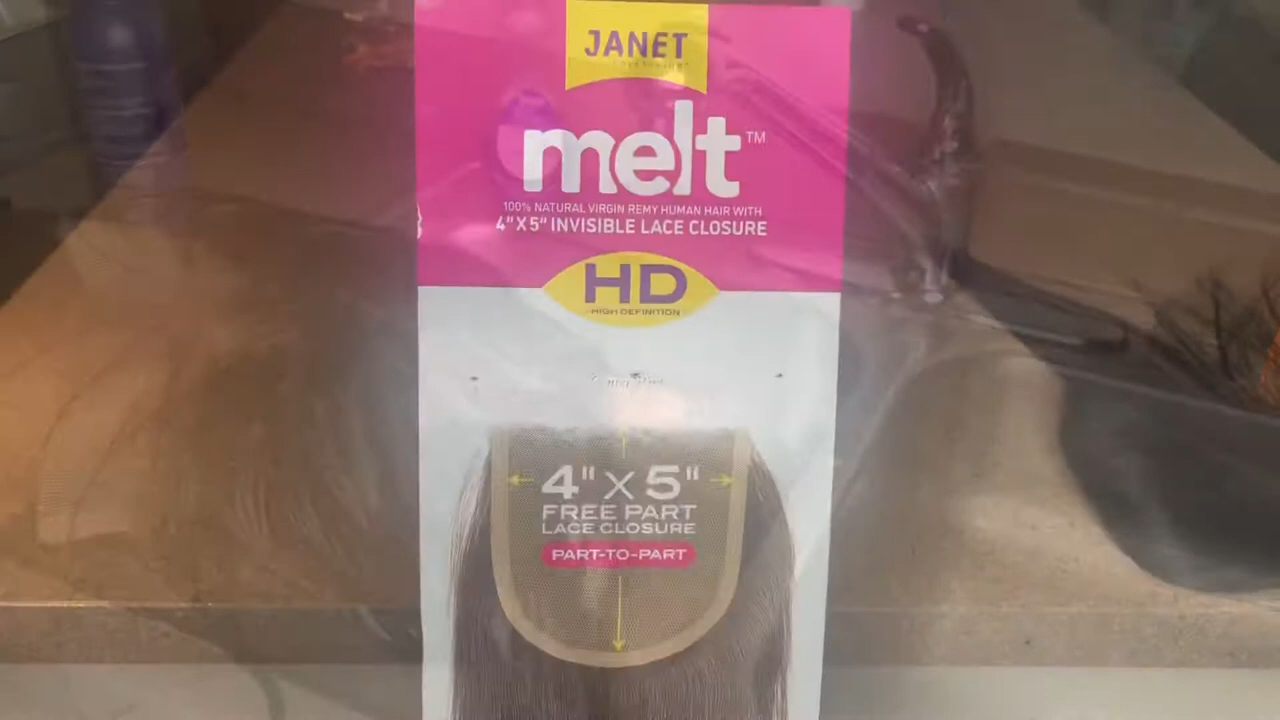 JANET
melt™
100% NATURAL VIRGIN REMY HUMAN HAIR WITH
4"X5" INVISIBLE LACE CLOSURE
HD
HIGH DEFINITION
4" X 5"
FREE PART
LACE CLOSURE
PART-TO-PART